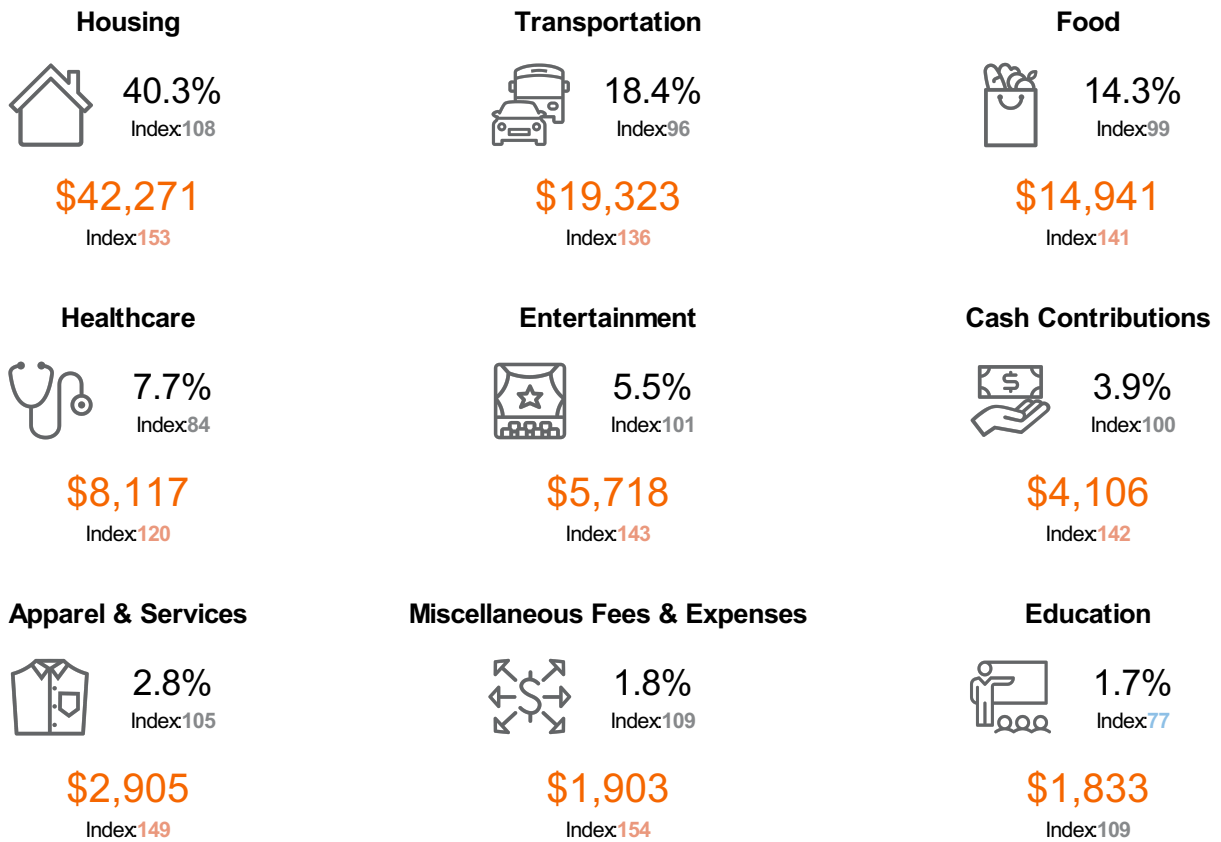 Housing
40.3%
Index:108
$42,271
Index:153
Transportation
18.4%
Index:96
$19,323
Index:136
Food
14.3%
Index:99
$14,941
Index:141
Healthcare
7.7%
Index:84
$8,117
Index:120
Entertainment
5.5%
Index:101
$5,718
Index:143
Cash Contributions
$
3.9%
Index:100
$4,106
Index:142
Apparel & Services
2.8%
Index:105
$2,905
Index:149
Miscellaneous Fees & Expenses
$
1.8%
Index:109
$1,903
Index:154
Education
1.7%
Index:77
$1,833
Index:109